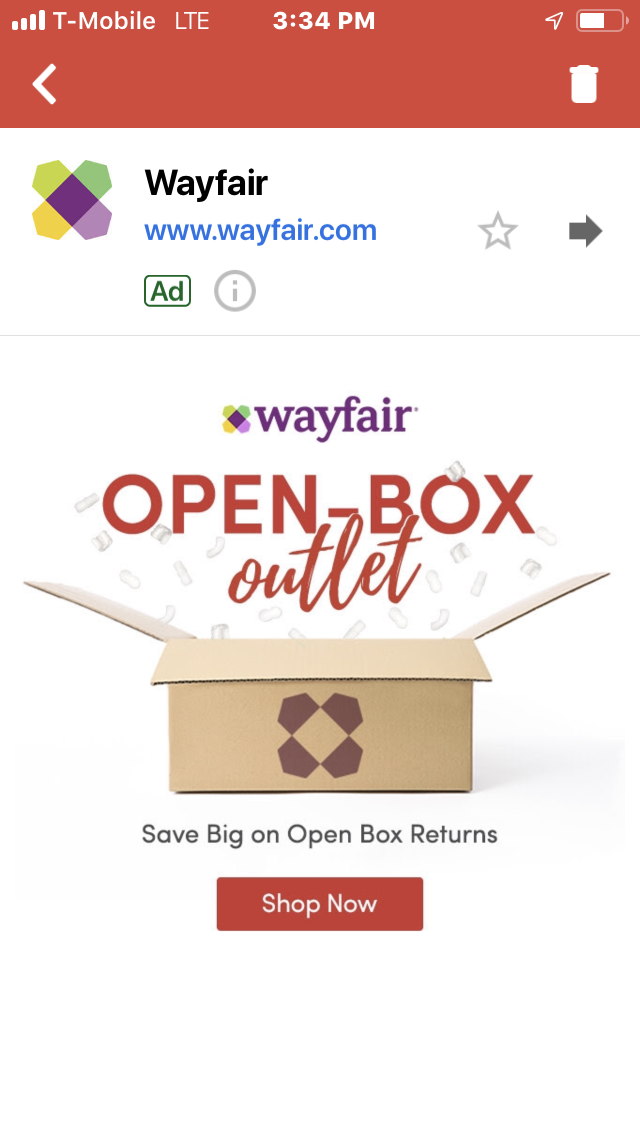 T-Mobile LTE 3:34 PM
Wayfair
www.wayfair.com
Ad
wayfair
OPEN-BOX
outlet
Save Big on Open Box Returns
Shop Now